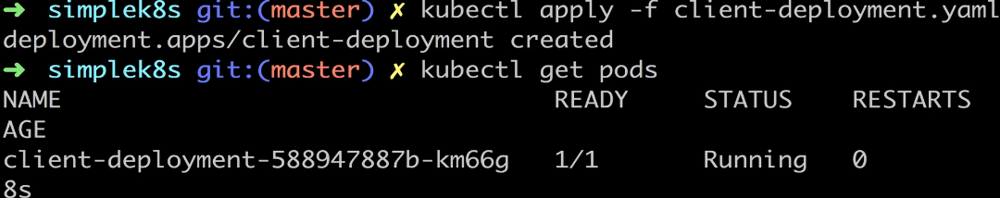 ➜ simplek8s git:(master) ✗ kubectl apply -f client-deployment.yaml
deployment.apps/client-deployment created
➜ simplek8s git:(master) ✗ kubectl get pods
NAME READY STATUS RESTARTS
AGE
client-deployment-588947887b-km66g 1/1 Running 0
8s